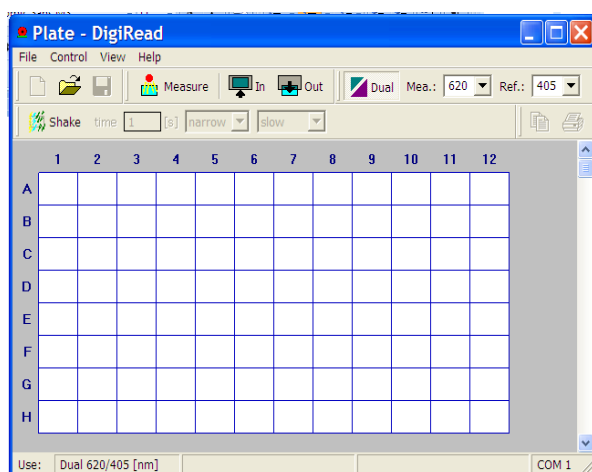 Plate - DigiRead
File Control View Help
Measure In Out Dual Mea.: 620 Ref.: 405
Shake time 1 [s] narrow slow
1 2 3 4 5 6 7 8 9 10 11 12
A
B
C
D
E
F
G
H
Use: Dual 620/405 [nm] COM 1